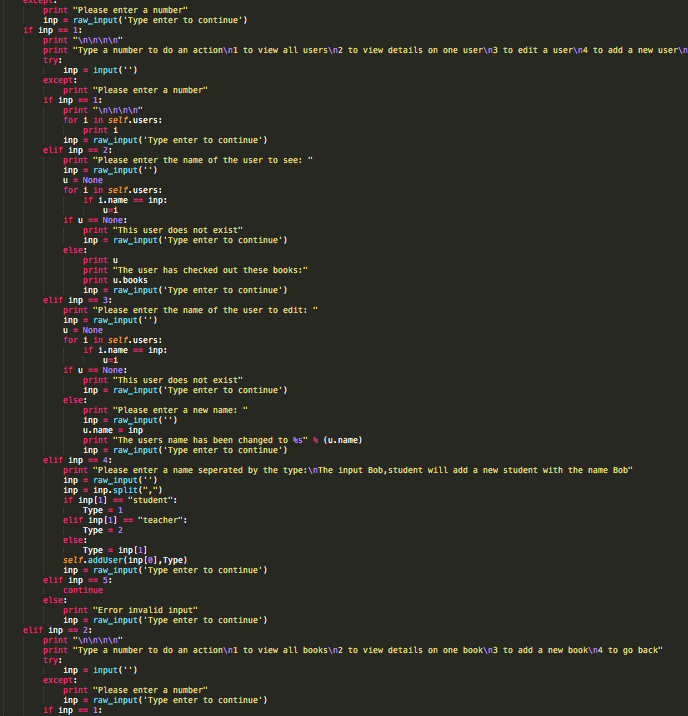 except:
    print "Please enter a number"
    inp = raw_input('Type enter to continue')
if inp == 1:
    print "\n\n\n\n"
    print "Type a number to do an action\n1 to view all users\n2 to view details on one user\n3 to edit a user\n4 to add a new user\n
    try:
        inp = input('')
    except:
        print "Please enter a number"
    if inp == 1:
        print "\n\n\n\n"
        for i in self.users:
            print i
        inp = raw_input('Type enter to continue')
    elif inp == 2:
        print "Please enter the name of the user to see: "
        inp = raw_input('')
        u = None
        for i in self.users:
            if i.name == inp:
                u=i
        if u == None:
            print "This user does not exist"
            inp = raw_input('Type enter to continue')
        else:
            print u
            print "The user has checked out these books:"
            print u.books
            inp = raw_input('Type enter to continue')
    elif inp == 3:
        print "Please enter the name of the user to edit: "
        inp = raw_input('')
        u = None
        for i in self.users:
            if i.name == inp:
                u=i
        if u == None:
            print "This user does not exist"
            inp = raw_input('Type enter to continue')
        else:
            print "Please enter a new name: "
            inp = raw_input('')
            u.name = inp
            print "The users name has been changed to %s" % (u.name)
            inp = raw_input('Type enter to continue')
    elif inp == 4:
        print "Please enter a name seperated by the type:\nThe input Bob,student will add a new student with the name Bob"
        inp = raw_input('')
        inp = inp.split(",")
        if inp[1] == "student":
            Type = 1
        elif inp[1] == "teacher":
            Type = 2
        else:
            Type = inp[1]
        self.addUser(inp[0],Type)
        inp = raw_input('Type enter to continue')
    elif inp == 5:
        continue
    else:
        print "Error invalid input"
        inp = raw_input('Type enter to continue')
elif inp == 2:
    print "\n\n\n\n"
    print "Type a number to do an action\n1 to view all books\n2 to view details on one book\n3 to add a new book\n4 to go back"
    try:
        inp = input('')
    except:
        print "Please enter a number"
        inp = raw_input('Type enter to continue')
    if inp == 1: